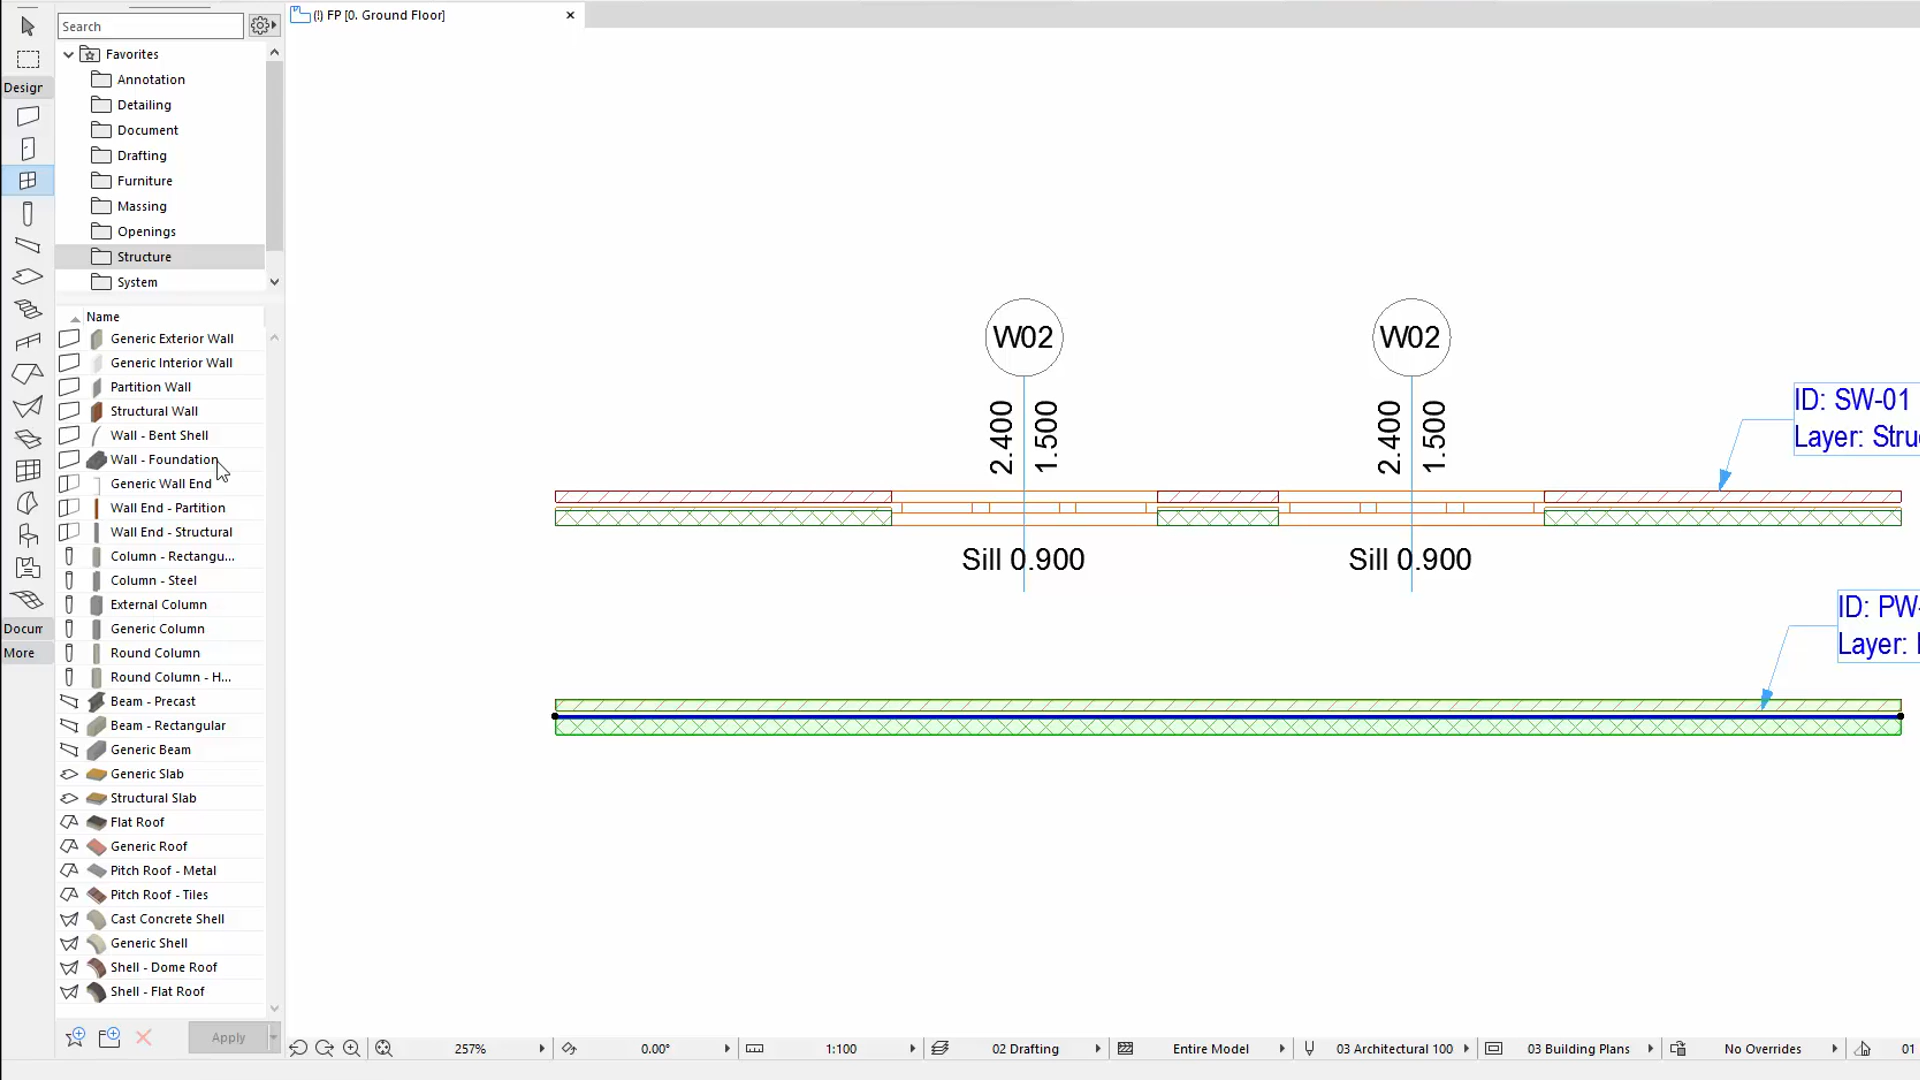 Search
(!) FP [0. Ground Floor]
Favorites
Annotation
Detailing
Document
Drafting
Furniture
Massing
Openings
Structure
System
Design
Docum
More
Name
Generic Exterior Wall
Generic Interior Wall
Partition Wall
Structural Wall
Wall - Bent Shell
Wall - Foundation
Generic Wall End
Wall End - Partition
Wall End - Structural
Column - Rectangu...
Column - Steel
External Column
Generic Column
Round Column
Round Column - H...
Beam - Precast
Beam - Rectangular
Generic Beam
Generic Slab
Structural Slab
Flat Roof
Generic Roof
Pitch Roof - Metal
Pitch Roof - Tiles
Cast Concrete Shell
Generic Shell
Shell - Dome Roof
Shell - Flat Roof
Apply
W02
2.400
1.500
Sill 0.900
W02
2.400
1.500
Sill 0.900
ID: SW-01
Layer: Stru
ID: PW-
Layer:
257%
0.00°
1:100
02 Drafting
Entire Model
03 Architectural 100
03 Building Plans
No Overrides
01